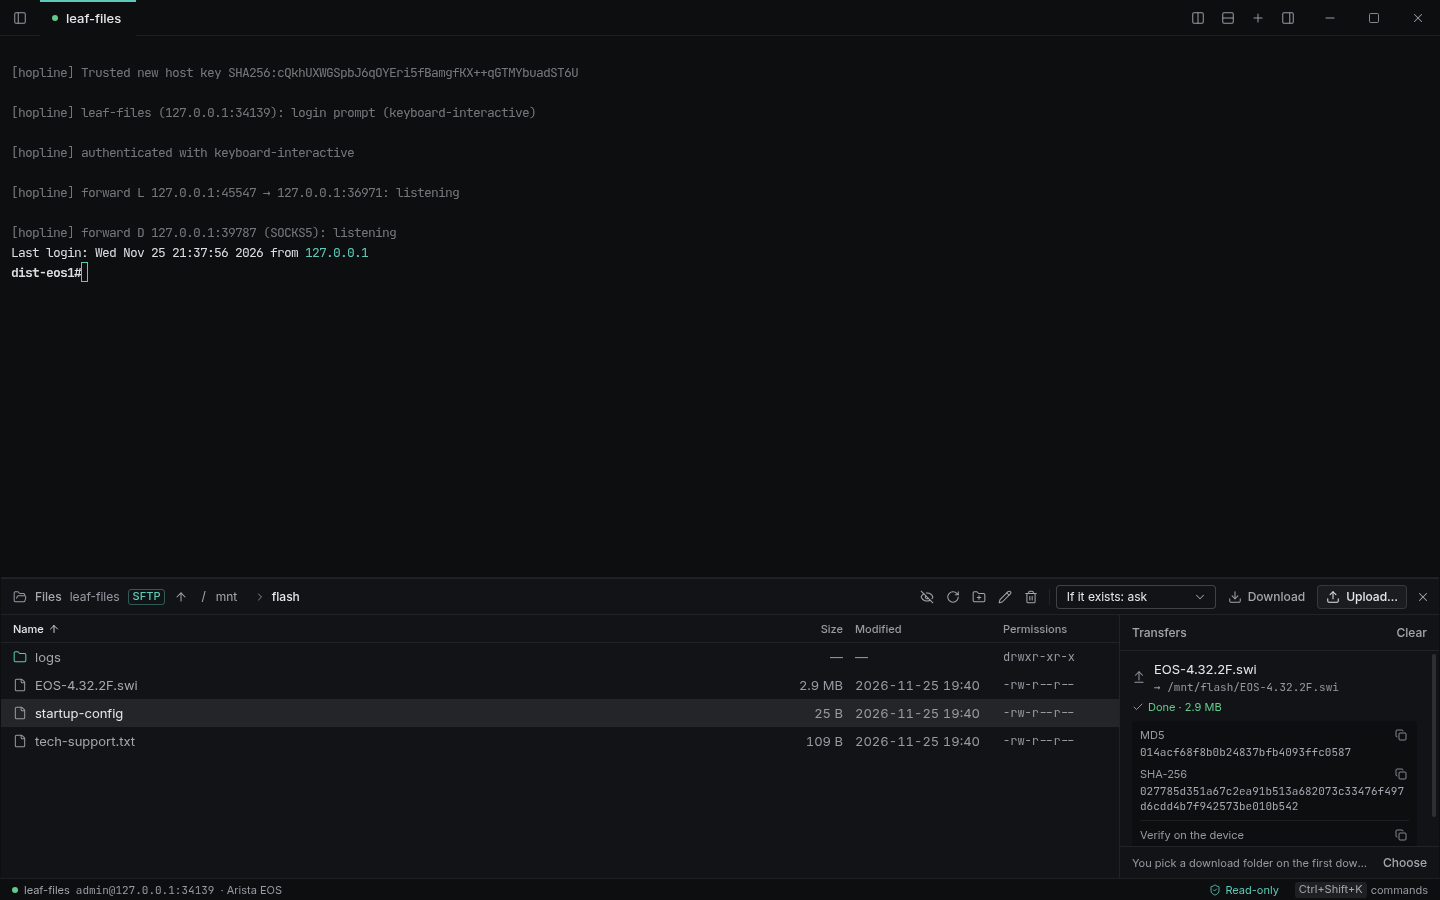 leaf-files
[hopline] Trusted new host key SHA256:cQkhUXWGSpbJ6qOYEri5fBamgfKX++qGTMYbuadST6U
[hopline] leaf-files (127.0.0.1:34139): login prompt (keyboard-interactive)
[hopline] authenticated with keyboard-interactive
[hopline] forward L 127.0.0.1:45547 → 127.0.0.1:36971: listening
[hopline] forward D 127.0.0.1:39787 (SOCKS5): listening
Last login: Wed Nov 25 21:37:56 2026 from 127.0.0.1
dist-eos1#
Files leaf-files SFTP / mnt > flash If it exists: ask Download Upload...
Name Size Modified Permissions
logs — — drwxr-xr-x
EOS-4.32.2F.swi 2.9 MB 2026-11-25 19:40 -rw-r--r--
startup-config 25 B 2026-11-25 19:40 -rw-r--r--
tech-support.txt 109 B 2026-11-25 19:40 -rw-r--r--
Transfers Clear
EOS-4.32.2F.swi
→ /mnt/flash/EOS-4.32.2F.swi
Done · 2.9 MB
MD5
014acf68f8b0b24837bfb4093ffc0587
SHA-256
027785d351a67c2ea91b513a682073c33476f497
d6cdd4b7f942573be010b542
Verify on the device
You pick a download folder on the first dow... Choose
leaf-files admin@127.0.0.1:34139 · Arista EOS Read-only Ctrl+Shift+K commands